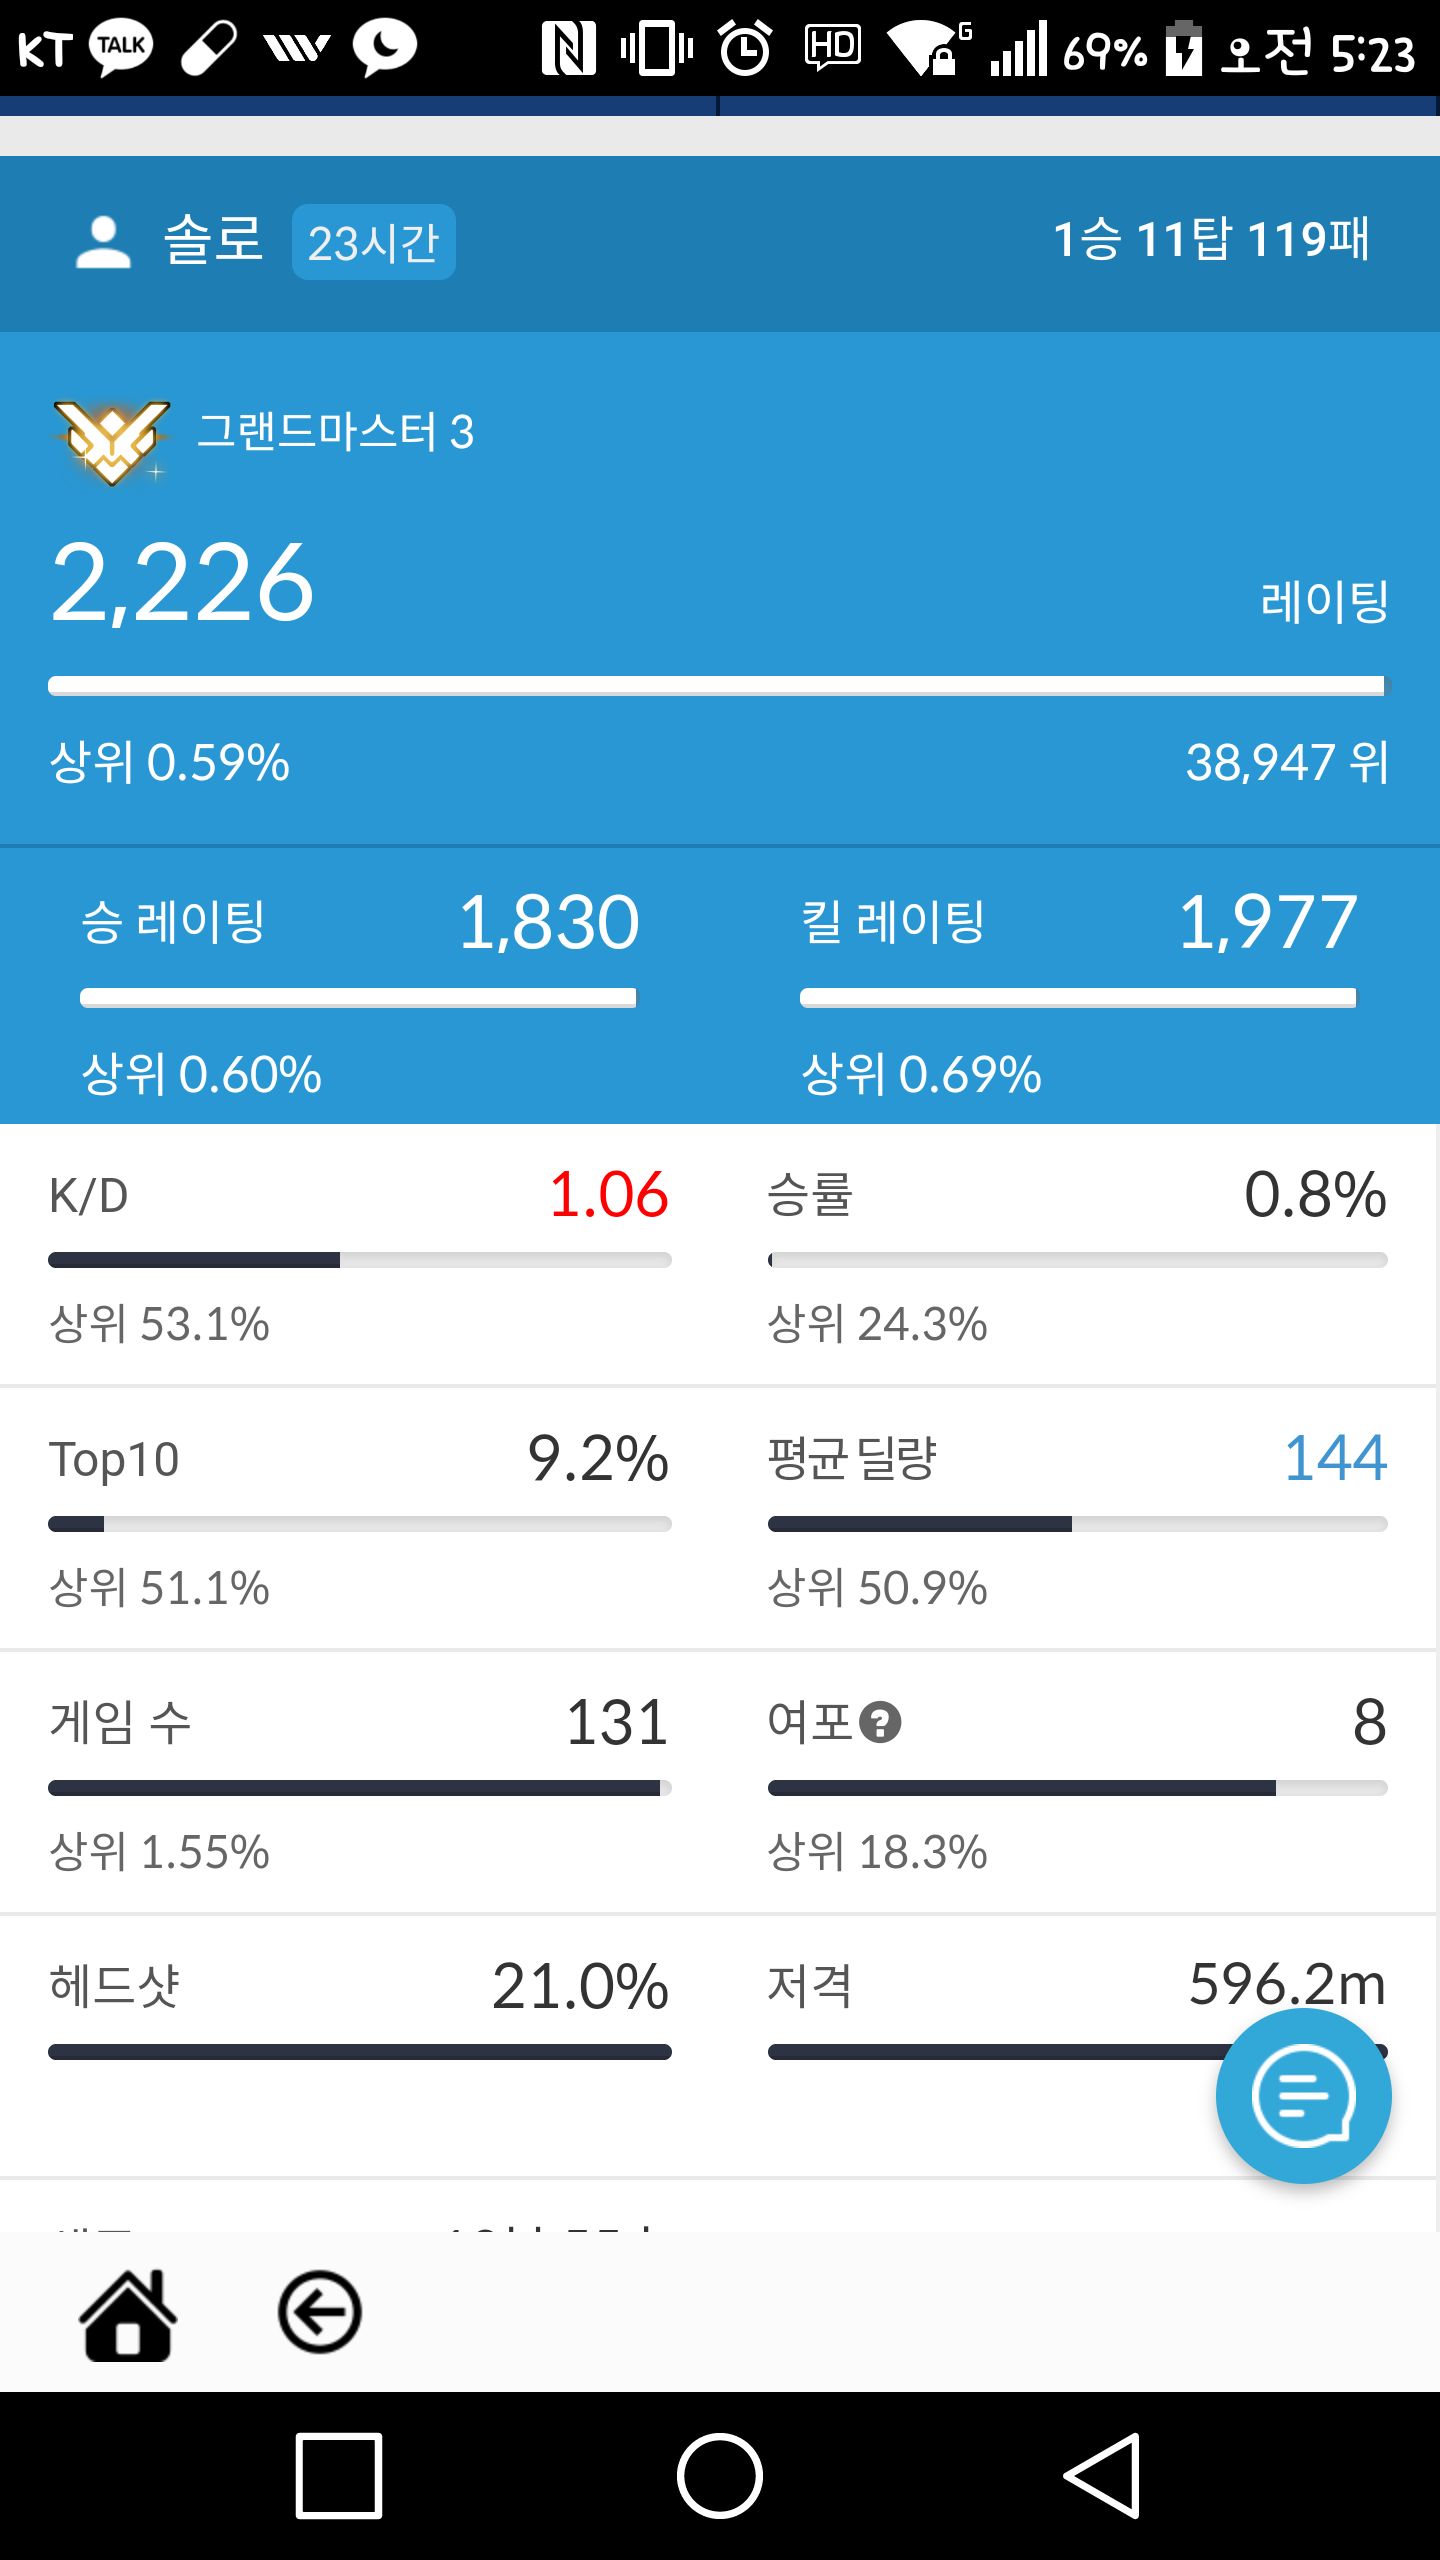 KT TALK HD G 69% 오전 5:23
솔로 23시간 1승 11탑 119패
그랜드마스터 3
2,226 레이팅
상위 0.59% 38,947 위
승 레이팅 1,830 킬 레이팅 1,977
상위 0.60% 상위 0.69%
K/D 1.06 승률 0.8%
상위 53.1% 상위 24.3%
Top10 9.2% 평균 딜량 144
상위 51.1% 상위 50.9%
게임 수 131 여포 ? 8
상위 1.55% 상위 18.3%
헤드샷 21.0% 저격 596.2m